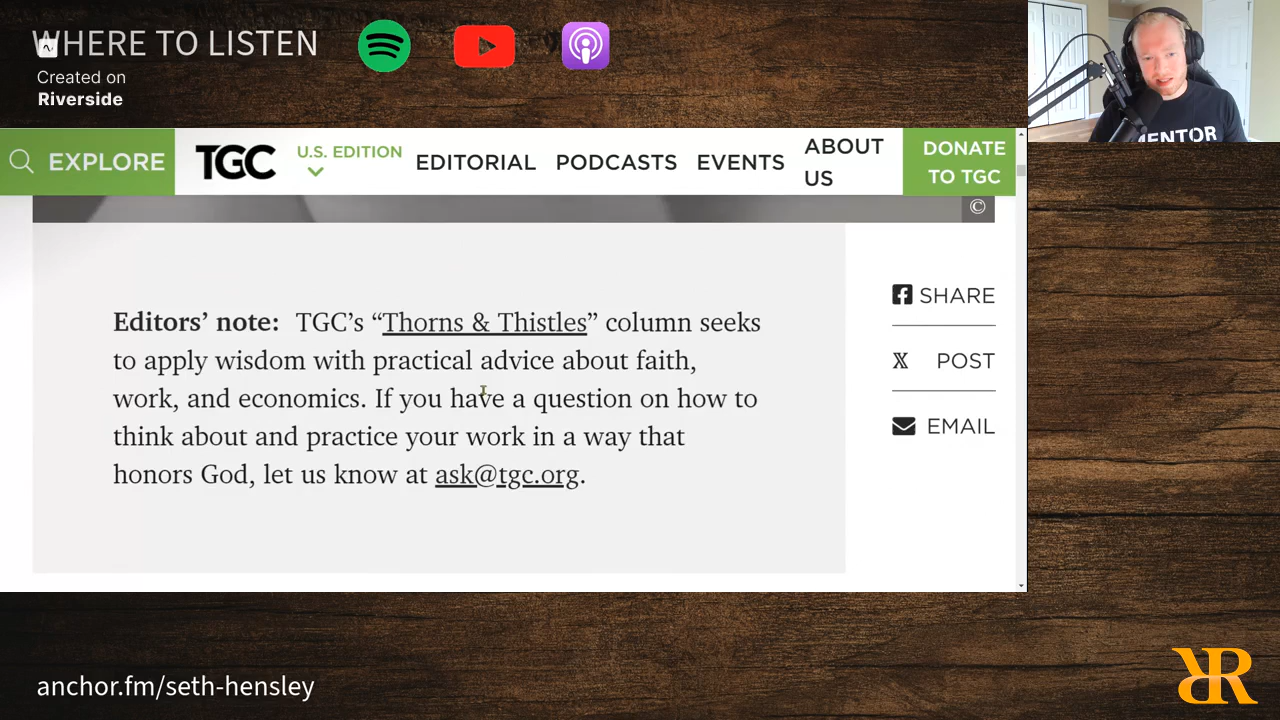 WHERE TO LISTEN
Created on
Riverside
EXPLORE
TGC
U.S. EDITION
EDITORIAL
PODCASTS
EVENTS
ABOUT
US
DONATE
TO TGC
©
Editors’ note: TGC’s “Thorns & Thistles” column seeks
to apply wisdom with practical advice about faith,
work, and economics. If you have a question on how to
think about and practice your work in a way that
honors God, let us know at ask@tgc.org.
SHARE
X POST
EMAIL
MENTOR
anchor.fm/seth-hensley
RR